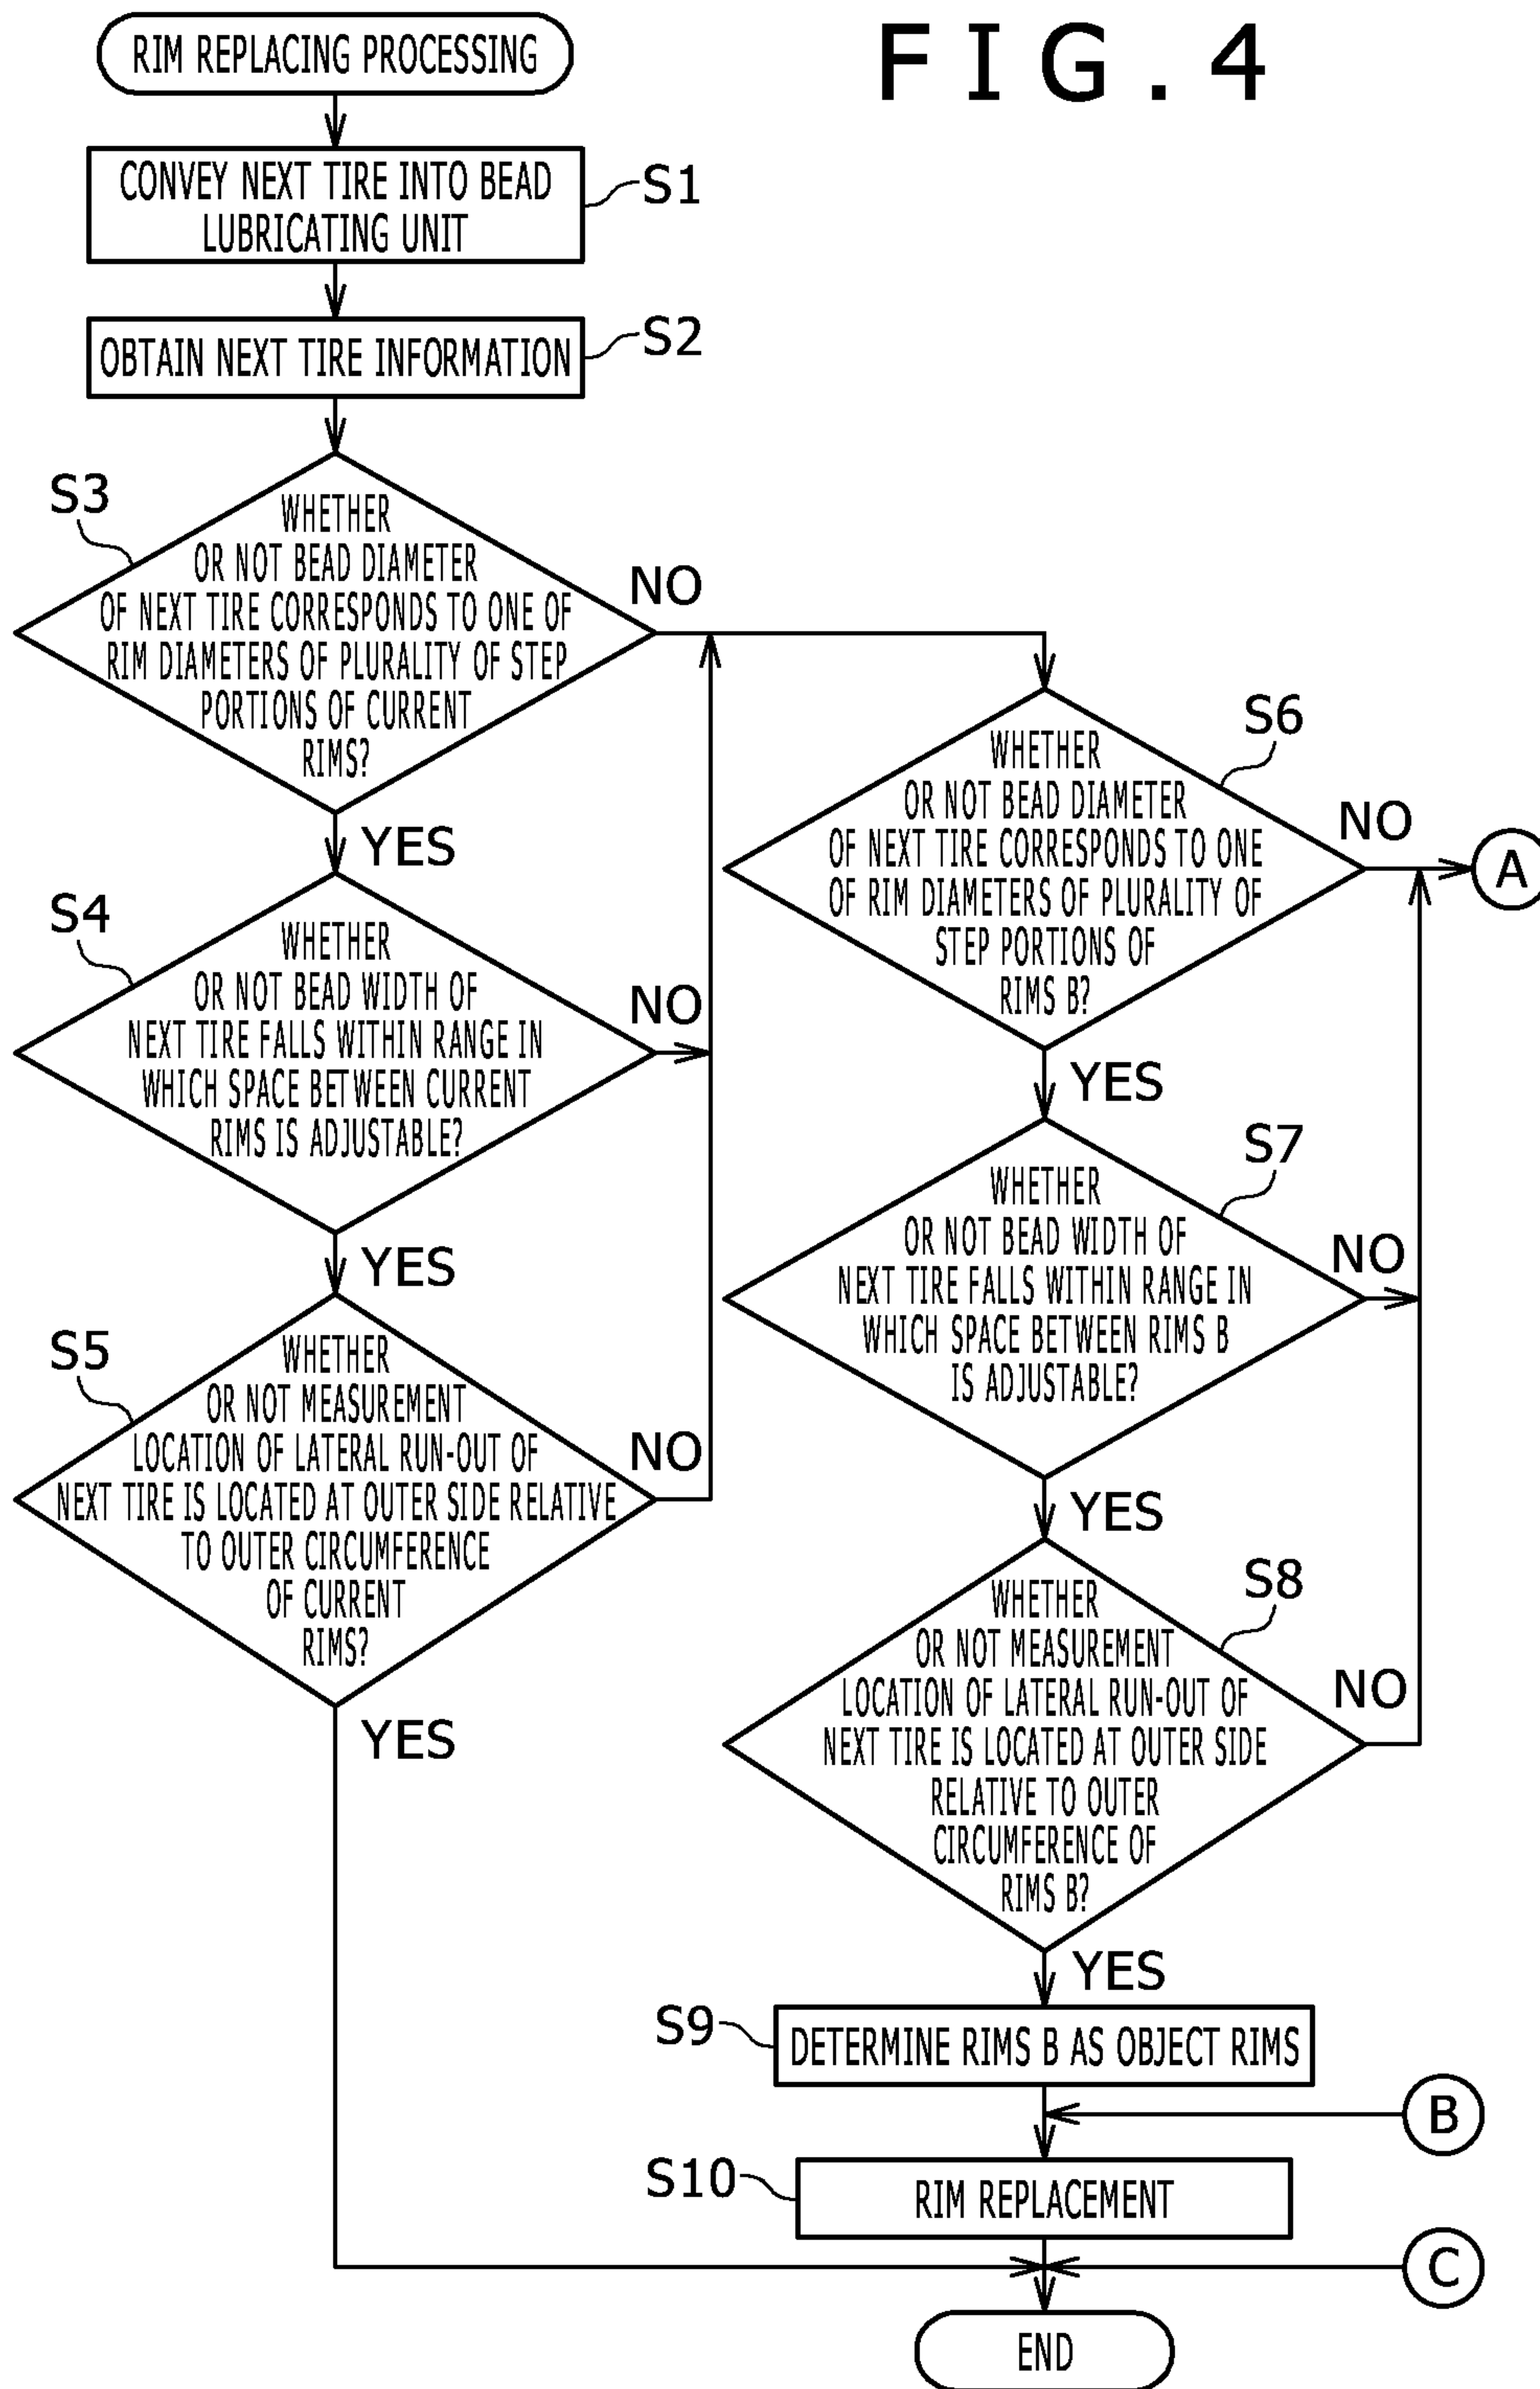 FIG.4
RIM REPLACING PROCESSING
CONVEY NEXT TIRE INTO BEAD
LUBRICATING UNIT
S1
OBTAIN NEXT TIRE INFORMATION
S2
S3
WHETHER
OR NOT BEAD DIAMETER
OF NEXT TIRE CORRESPONDS TO ONE OF
RIM DIAMETERS OF PLURALITY OF STEP
PORTIONS OF CURRENT
RIMS?
NO
YES
S4
WHETHER
OR NOT BEAD WIDTH OF
NEXT TIRE FALLS WITHIN RANGE IN
WHICH SPACE BETWEEN CURRENT
RIMS IS ADJUSTABLE?
NO
YES
S5
WHETHER
OR NOT MEASUREMENT
LOCATION OF LATERAL RUN-OUT OF
NEXT TIRE IS LOCATED AT OUTER SIDE RELATIVE
TO OUTER CIRCUMFERENCE
OF CURRENT
RIMS?
NO
YES
S6
WHETHER
OR NOT BEAD DIAMETER
OF NEXT TIRE CORRESPONDS TO ONE
OF RIM DIAMETERS OF PLURALITY OF
STEP PORTIONS OF
RIMS B?
NO
A
YES
S7
WHETHER
OR NOT BEAD WIDTH OF
NEXT TIRE FALLS WITHIN RANGE IN
WHICH SPACE BETWEEN RIMS B
IS ADJUSTABLE?
NO
YES
S8
WHETHER
OR NOT MEASUREMENT
LOCATION OF LATERAL RUN-OUT OF
NEXT TIRE IS LOCATED AT OUTER SIDE
RELATIVE TO OUTER
CIRCUMFERENCE OF
RIMS B?
NO
YES
S9
DETERMINE RIMS B AS OBJECT RIMS
B
S10
RIM REPLACEMENT
C
END